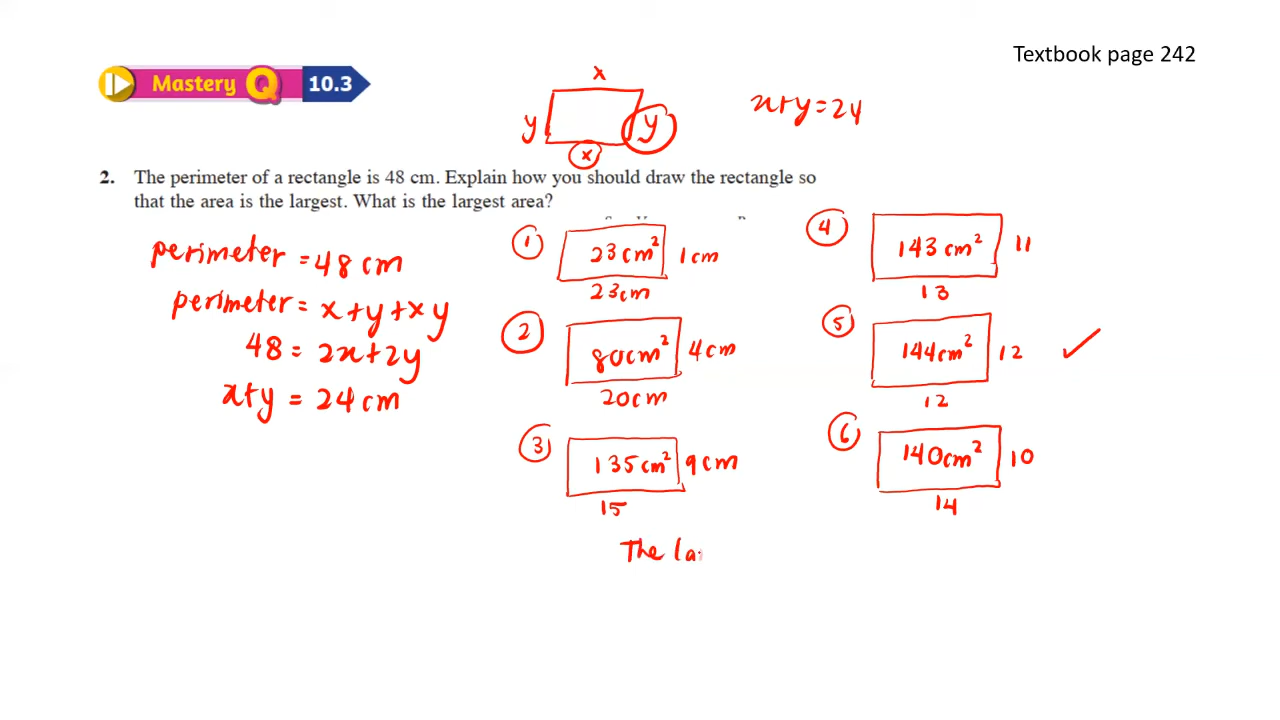 Textbook page 242
Mastery Q 10.3
x
y
y
x
x+y=24
2. The perimeter of a rectangle is 48 cm. Explain how you should draw the rectangle so
that the area is the largest. What is the largest area?
perimeter = 48 cm
perimeter = x + y + x y
48 = 2x + 2y
x+y = 24 cm
1
23 cm²
1 cm
23 cm
2
80 cm²
4 cm
20 cm
3
135 cm²
9 cm
15
4
143 cm²
11
13
5
144 cm²
12
12
6
140 cm²
10
14
The la